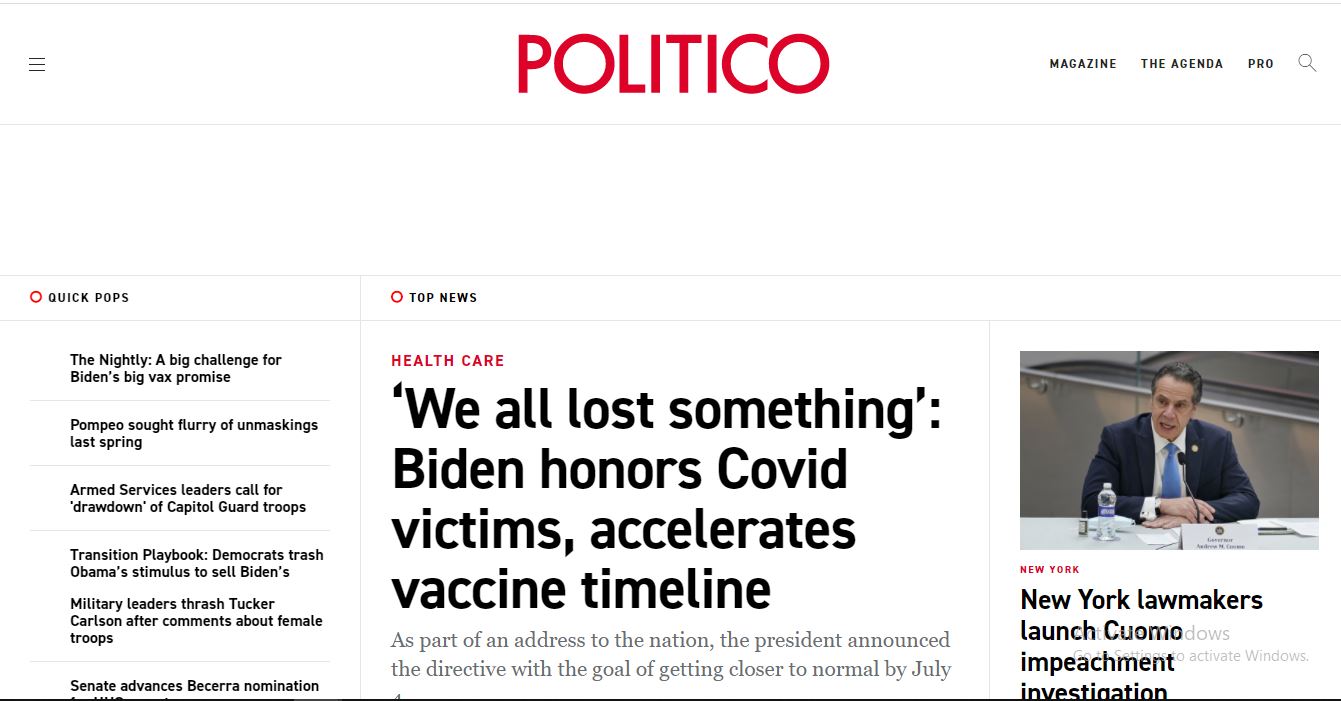 POLITICO
MAGAZINE THE AGENDA PRO
QUICK POPS
The Nightly: A big challenge for
Biden’s big vax promise
Pompeo sought flurry of unmaskings
last spring
Armed Services leaders call for
'drawdown' of Capitol Guard troops
Transition Playbook: Democrats trash
Obama’s stimulus to sell Biden’s
Military leaders thrash Tucker
Carlson after comments about female
troops
Senate advances Becerra nomination
TOP NEWS
HEALTH CARE
‘We all lost something’:
Biden honors Covid
victims, accelerates
vaccine timeline
As part of an address to the nation, the president announced
the directive with the goal of getting closer to normal by July
Governor
Andrew M. Cuomo
NEW YORK
New York lawmakers
launch Cuomo
impeachment
investigation
Activate Windows
Go to Settings to activate Windows.